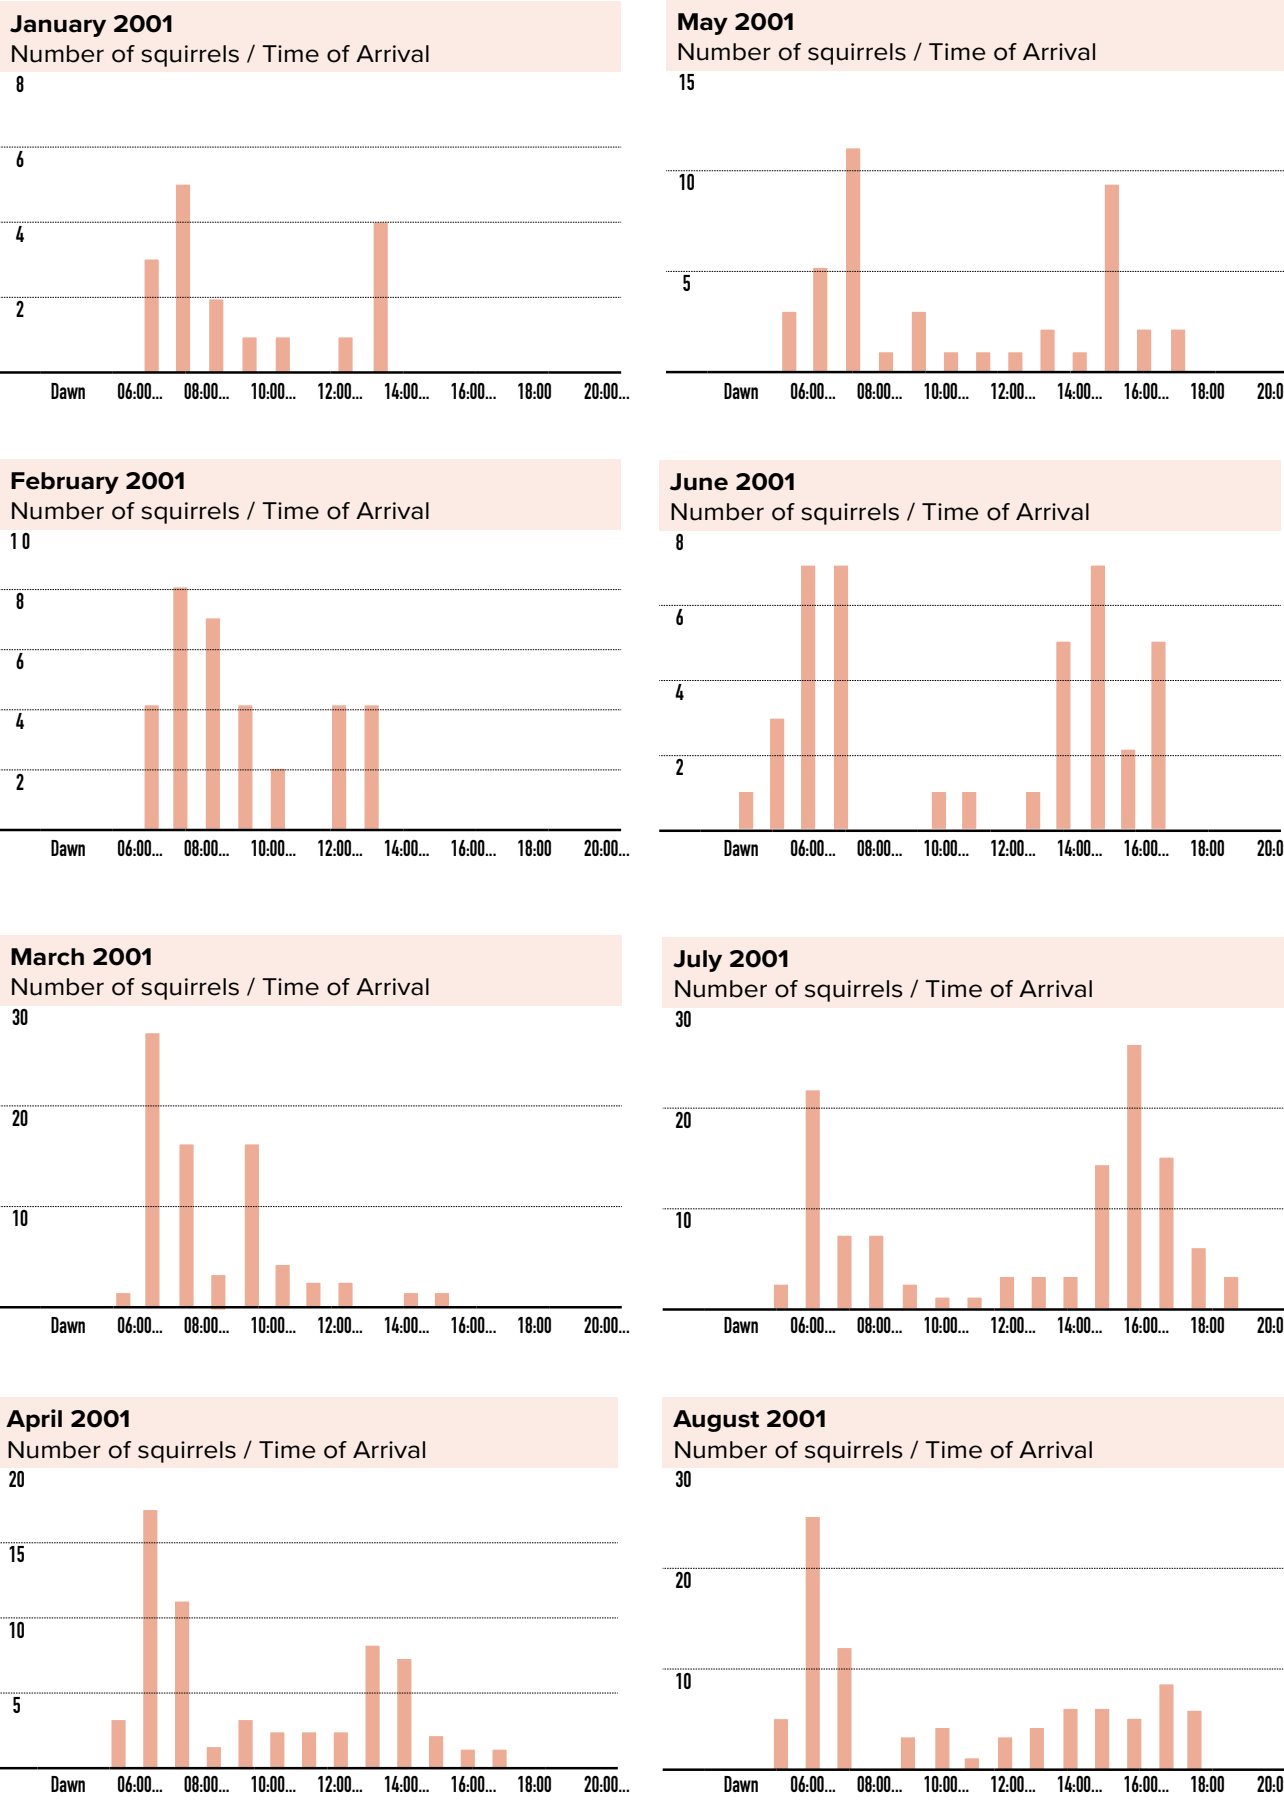 January 2001
Number of squirrels / Time of Arrival
8
6
4
2
Dawn 06:00... 08:00... 10:00... 12:00... 14:00... 16:00... 18:00 20:00...
February 2001
Number of squirrels / Time of Arrival
10
8
6
4
2
Dawn 06:00... 08:00... 10:00... 12:00... 14:00... 16:00... 18:00 20:00...
March 2001
Number of squirrels / Time of Arrival
30
20
10
Dawn 06:00... 08:00... 10:00... 12:00... 14:00... 16:00... 18:00 20:00...
April 2001
Number of squirrels / Time of Arrival
20
15
10
5
Dawn 06:00... 08:00... 10:00... 12:00... 14:00... 16:00... 18:00 20:00...
May 2001
Number of squirrels / Time of Arrival
15
10
5
Dawn 06:00... 08:00... 10:00... 12:00... 14:00... 16:00... 18:00 20:0
June 2001
Number of squirrels / Time of Arrival
8
6
4
2
Dawn 06:00... 08:00... 10:00... 12:00... 14:00... 16:00... 18:00 20:0
July 2001
Number of squirrels / Time of Arrival
30
20
10
Dawn 06:00... 08:00... 10:00... 12:00... 14:00... 16:00... 18:00 20:0
August 2001
Number of squirrels / Time of Arrival
30
20
10
Dawn 06:00... 08:00... 10:00... 12:00... 14:00... 16:00... 18:00 20:0